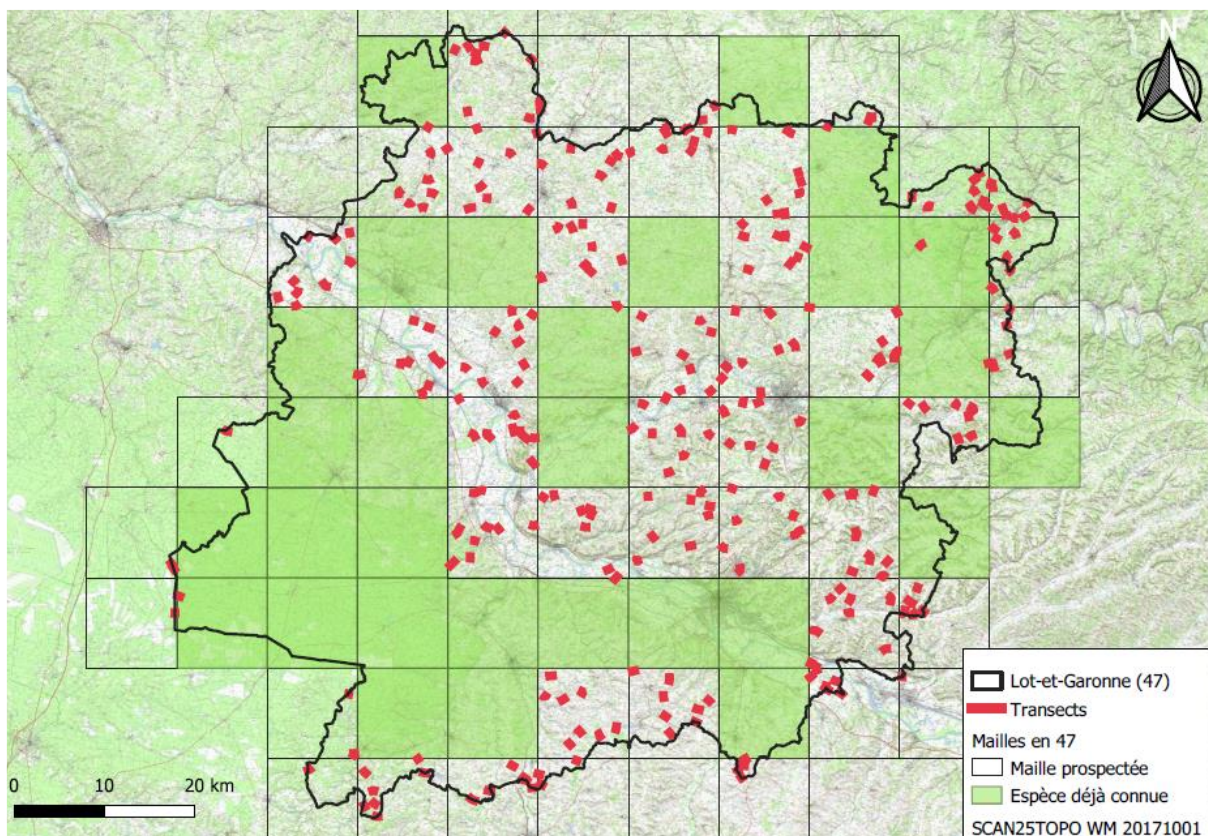 N
Lot-et-Garonne (47)
Transects
Mailles en 47
Maille prospectée
Espèce déjà connue
SCAN25TOPO WM 20171001
0 10 20 km